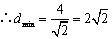 ∴d_min = 4/√2 = 2√2